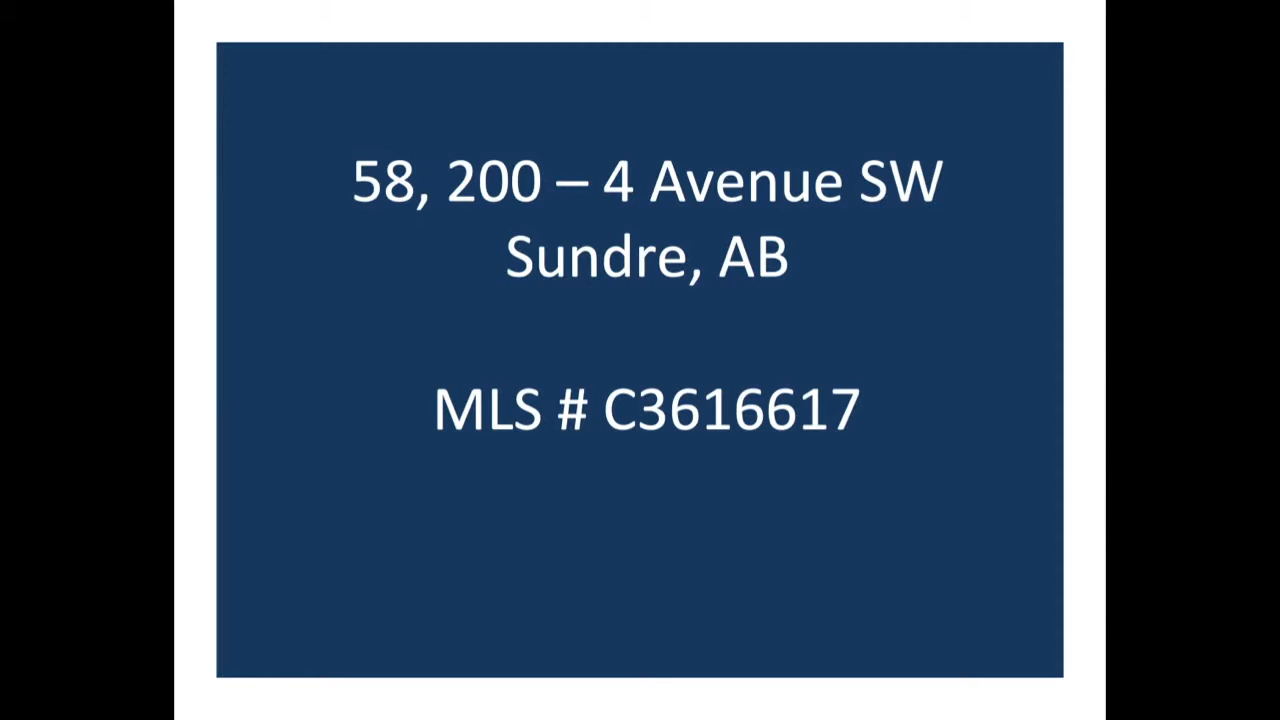 58, 200 – 4 Avenue SW
Sundre, AB
MLS # C3616617